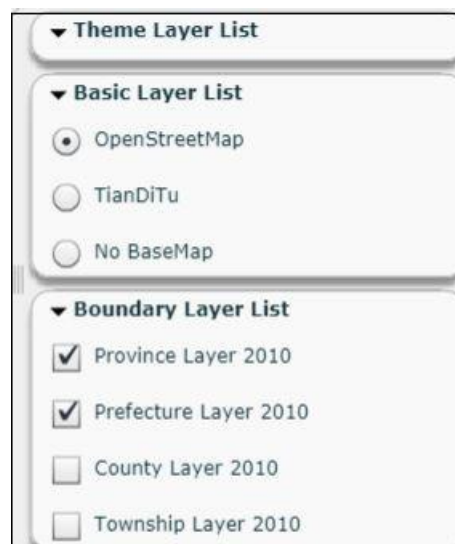 Theme Layer List
Basic Layer List
OpenStreetMap
TianDiTu
No BaseMap
Boundary Layer List
Province Layer 2010
Prefecture Layer 2010
County Layer 2010
Township Layer 2010